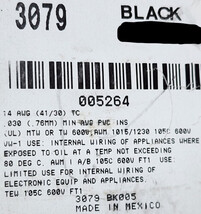 3079 BLACK
005264
14 AWG (41/30) TC
.030 (.76MM) MIN AVG PVC INS
(UL) MTW OR TW 600V AWM 1015/1230 105C 600V
VW-1 USE: INTERNAL WIRING OF APPLIANCES WHERE
EXPOSED TO OIL AT A TEMP NOT EXCEEDING
80 DEG C. AWM I A/B 105C 600V FT1 USE:
LIMITED USE FOR INTERNAL WIRING OF
ELECTRONIC EQUIP AND APPLIANCES.
TEW 105C 600V FT1
3079 BK005
MADE IN MEXICO